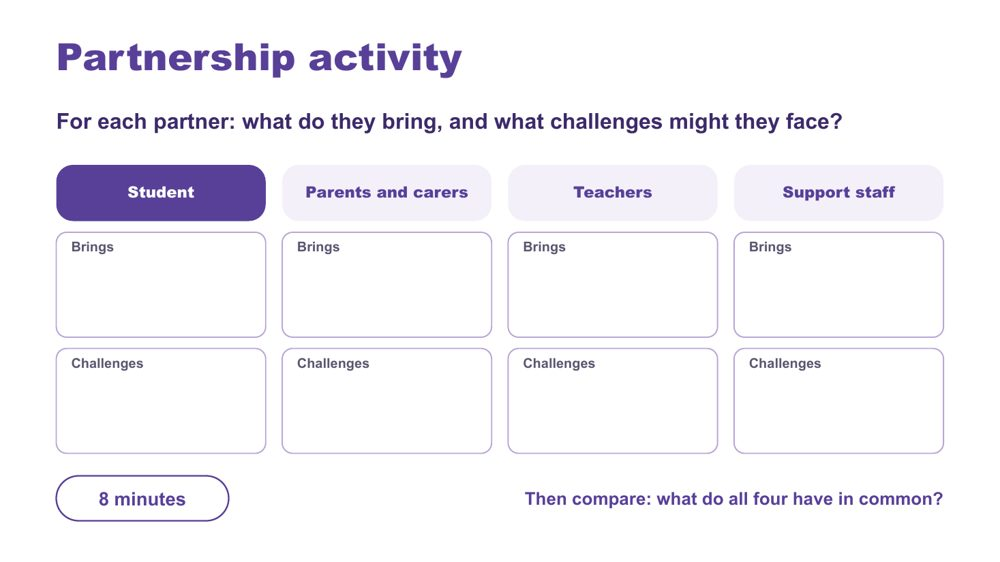 Partnership activity
For each partner: what do they bring, and what challenges might they face?
Student
Parents and carers
Teachers
Support staff
Brings
Brings
Brings
Brings
Challenges
Challenges
Challenges
Challenges
8 minutes
Then compare: what do all four have in common?